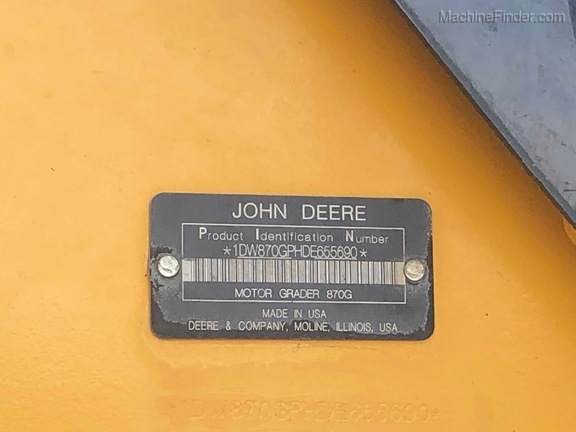 MachineFinder.com
JOHN DEERE
Product Identification Number
*1DW870GPHDE655690*
MOTOR GRADER 870G
MADE IN USA
DEERE & COMPANY, MOLINE, ILLINOIS, USA
*1DW870GPHDE655690*